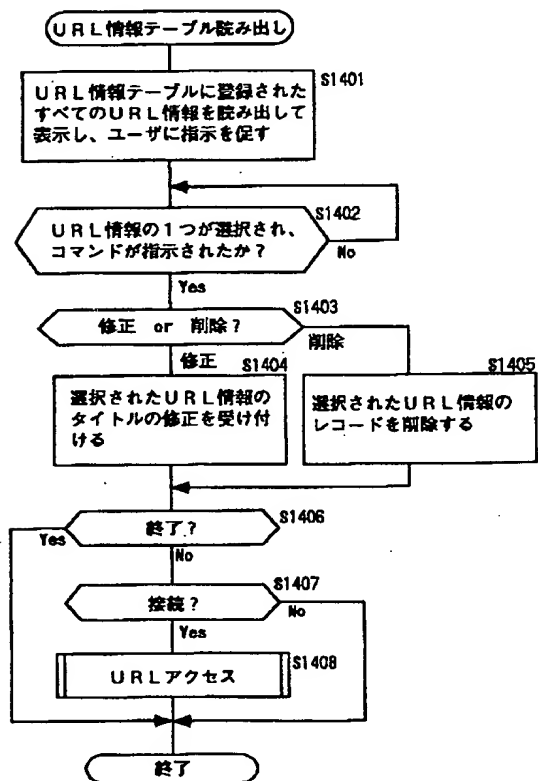 URL情報テーブル読み出し
S1401
URL情報テーブルに登録された
すべてのURL情報を読み出して
表示し、ユーザに指示を促す
S1402
URL情報の1つが選択され、
コマンドが指示されたか？
No
Yes
S1403
修正 or 削除？
削除
修正
S1404
S1405
選択されたURL情報の
タイトルの修正を受け付
ける
選択されたURL情報の
レコードを削除する
S1406
終了？
Yes
No
S1407
接続？
No
Yes
S1408
URLアクセス
終了